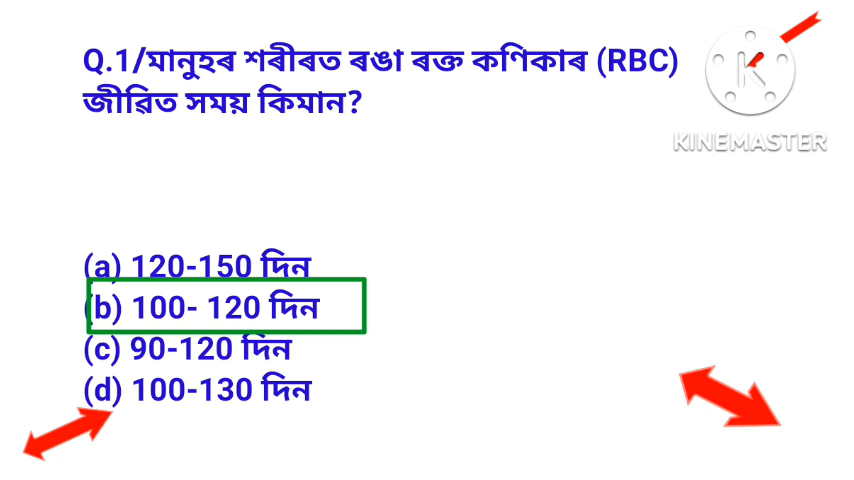 Q.1/মানুহৰ শৰীৰত ৰঙা ৰক্ত কণিকাৰ (RBC)
জীৱিত সময় কিমান?
KINEMASTER
(a) 120-150 দিন
(b) 100- 120 দিন
(c) 90-120 দিন
(d) 100-130 দিন